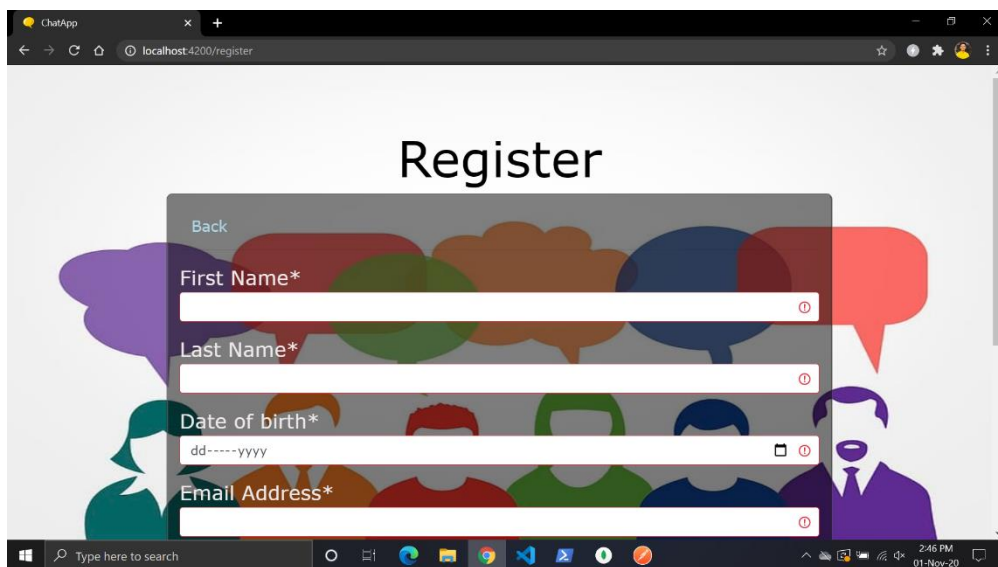 ChatApp
localhost:4200/register
Register
Back
First Name*
Last Name*
Date of birth*
dd-----yyyy
Email Address*
Type here to search
2:46 PM
01-Nov-20